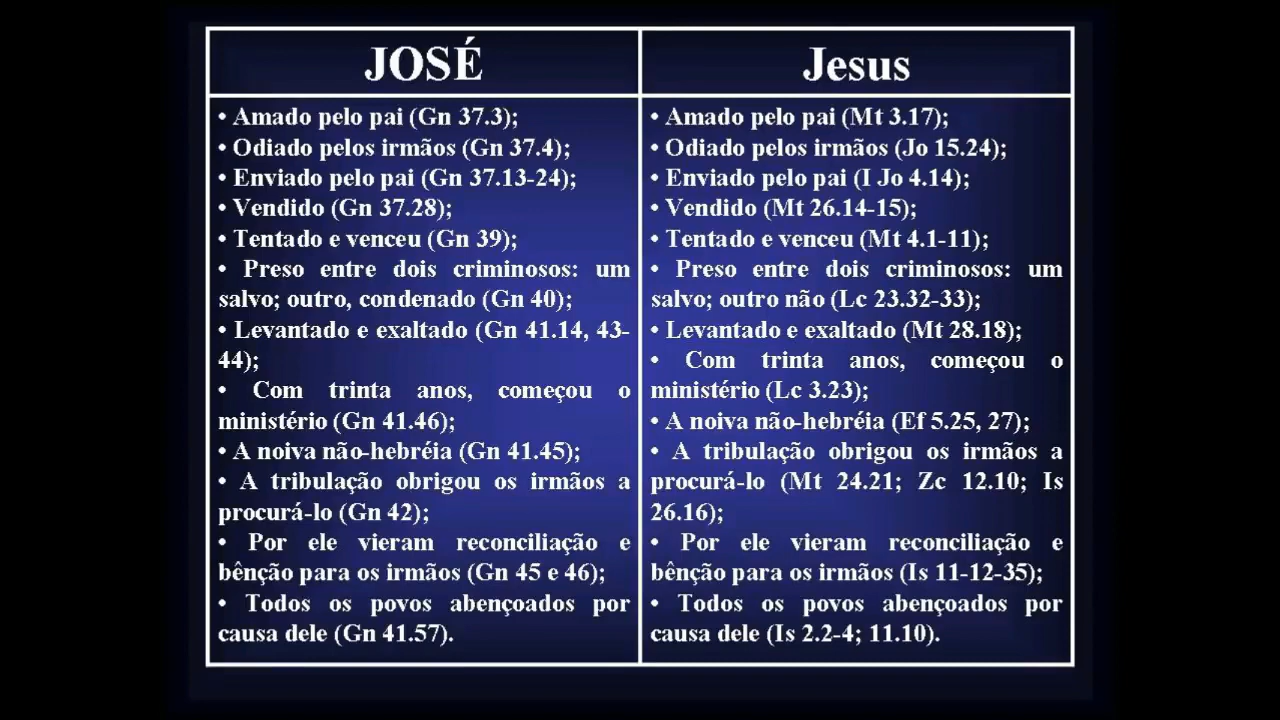 JOSÉ
• Amado pelo pai (Gn 37.3);
• Odiado pelos irmãos (Gn 37.4);
• Enviado pelo pai (Gn 37.13-24);
• Vendido (Gn 37.28);
• Tentado e venceu (Gn 39);
• Preso entre dois criminosos: um
salvo; outro, condenado (Gn 40);
• Levantado e exaltado (Gn 41.14, 43-
44);
• Com trinta anos, começou o
ministério (Gn 41.46);
• A noiva não-hebréia (Gn 41.45);
• A tribulação obrigou os irmãos a
procurá-lo (Gn 42);
• Por ele vieram reconciliação e
bênção para os irmãos (Gn 45 e 46);
• Todos os povos abençoados por
causa dele (Gn 41.57).
Jesus
• Amado pelo pai (Mt 3.17);
• Odiado pelos irmãos (Jo 15.24);
• Enviado pelo pai (I Jo 4.14);
• Vendido (Mt 26.14-15);
• Tentado e venceu (Mt 4.1-11);
• Preso entre dois criminosos: um
salvo; outro não (Lc 23.32-33);
• Levantado e exaltado (Mt 28.18);
• Com trinta anos, começou o
ministério (Lc 3.23);
• A noiva não-hebréia (Ef 5.25, 27);
• A tribulação obrigou os irmãos a
procurá-lo (Mt 24.21; Zc 12.10; Is
26.16);
• Por ele vieram reconciliação e
bênção para os irmãos (Is 11-12-35);
• Todos os povos abençoados por
causa dele (Is 2.2-4; 11.10).